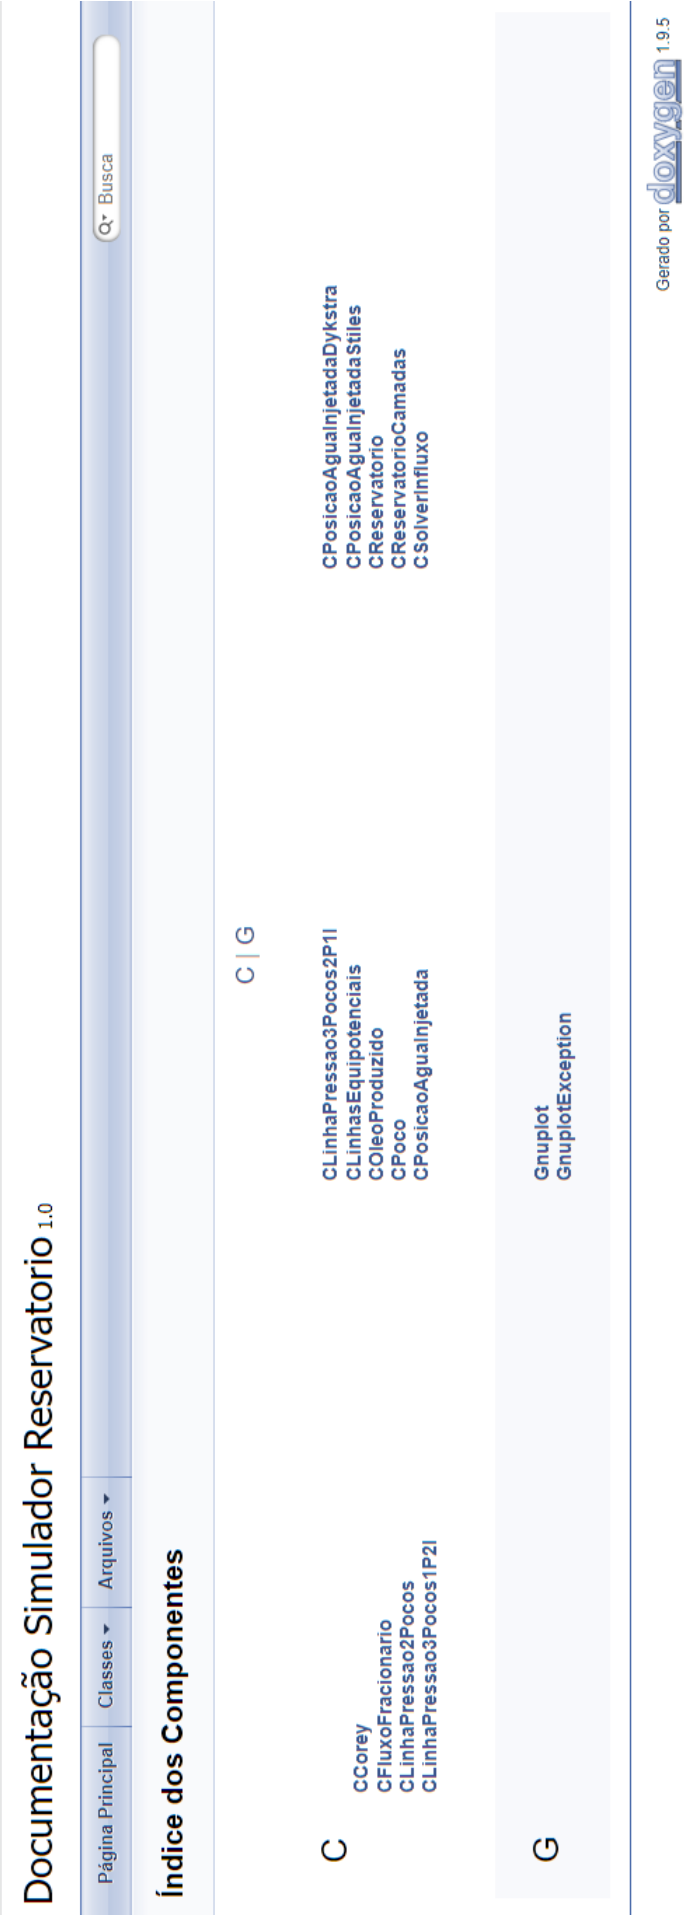 Documentação Simulador Reservatorio 1.0
Página Principal Classes Arquivos Busca
Índice dos Componentes
C | G
C
CCorey
CFluxoFracionario
CLinhaPressao2Pocos
CLinhaPressao3Pocos1P2I
CLinhaPressao3Pocos2P1I
CLinhasEquipotenciais
COleoProduzido
CPoco
CPosicaoAguaInjetada
CPosicaoAguaInjetadaDykstra
CPosicaoAguaInjetadaStiles
CReservatorio
CReservatorioCamadas
CSolverInfluxo
G
Gnuplot
GnuplotException
Gerado por doxygen 1.9.5